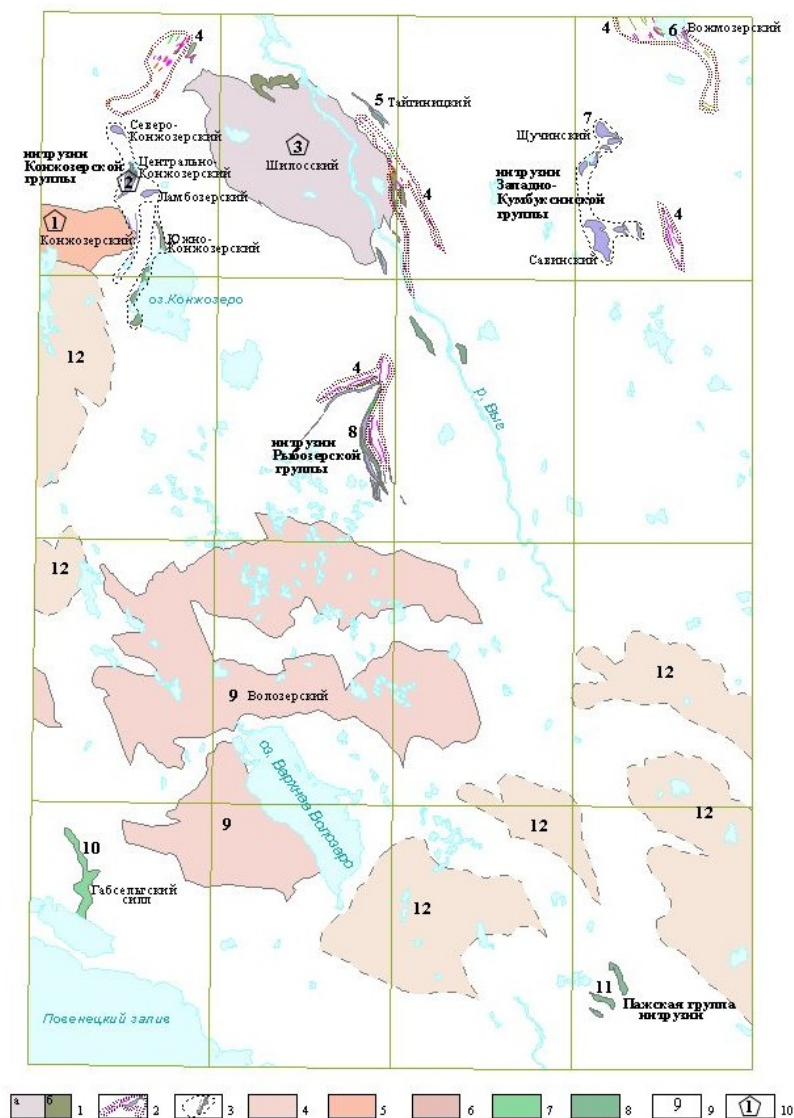 4
4
6 Вожмозерский
5
Тайгиницкий
7
Северо-
Конжозерский
Щучинский
3
Шилосский
интрузии
Конжозерской
группы
Центрально-
Конжозерский
2
Ламбозерский
интрузии
Западно-
Кумбуксинской
группы
4
4
1
Конжозерский
Южно-
Конжозерский
Савинский
оз.Конжозеро
12
4
р. Выг
8
интрузии
Рыбозерской
группы
12
12
9 Волозерский
оз. Верхнее Волозеро
12
12
9
10
12
Габсельгский
силл
11
Пажская группа
интрузий
Повенецкий залив
а б 1 2 3 4 5 6 7 8 9 9 1 10